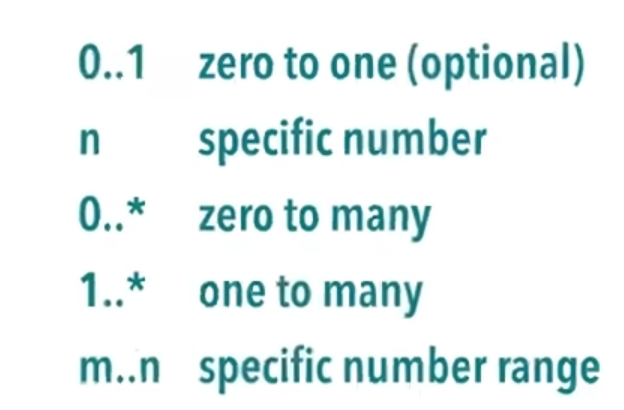 0..1 zero to one (optional)
n specific number
0..* zero to many
1..* one to many
m..n specific number range